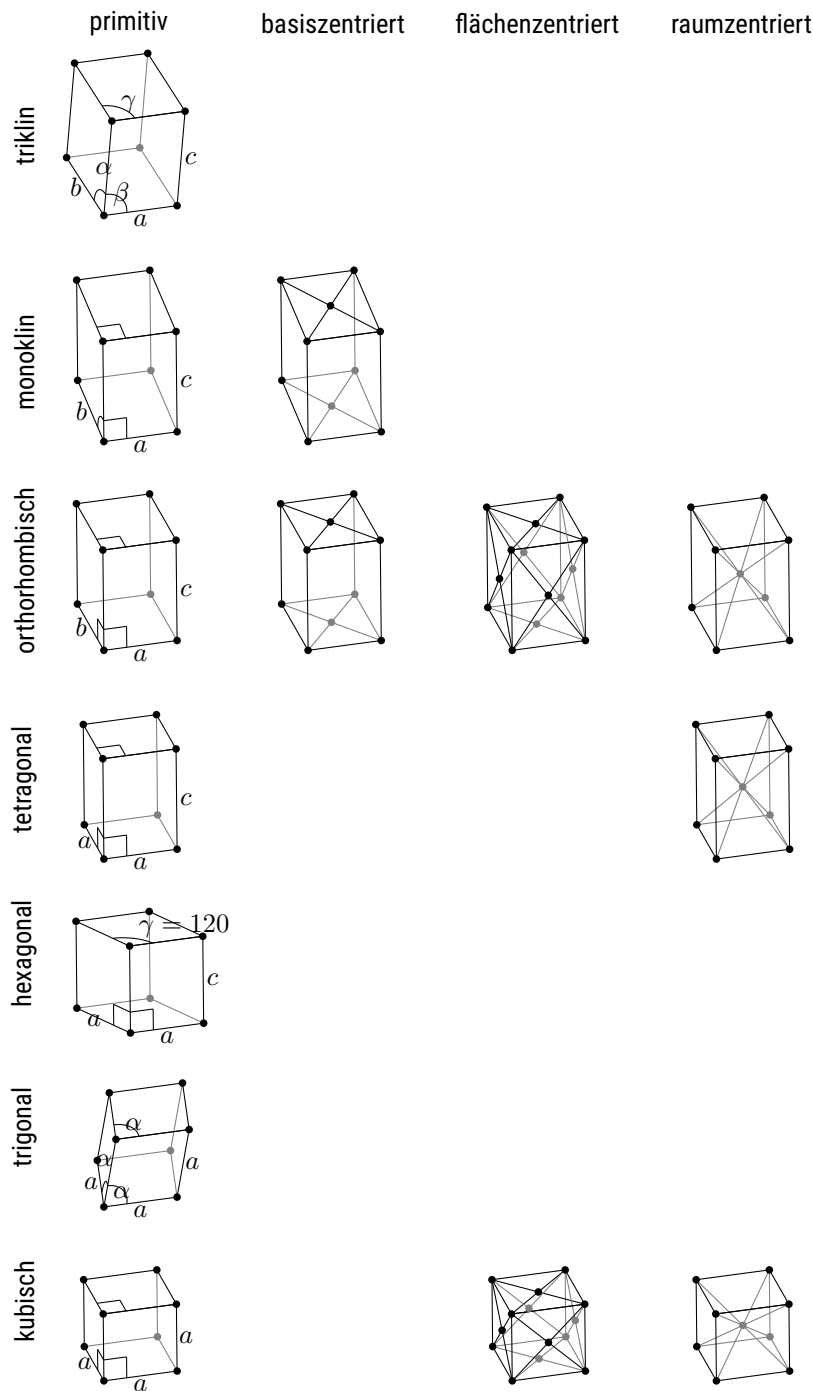 primitiv basiszentriert flächenzentriert raumzentriert
triklin
γ
α
c
b
β
a
monoklin
c
b
a
orthorhombisch
c
b
a
tetragonal
c
a
a
hexagonal
γ = 120
c
a
a
trigonal
α
α
a
a
α
a
kubisch
a
a
a